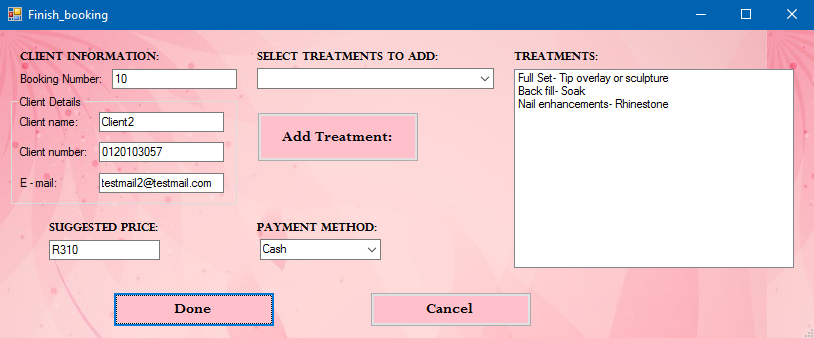 Finish_booking
CLIENT INFORMATION:
Booking Number: 10
Client Details
Client name: Client2
Client number: 0120103057
E - mail: testmail2@testmail.com
SUGGESTED PRICE:
R310
SELECT TREATMENTS TO ADD:
Add Treatment:
PAYMENT METHOD:
Cash
TREATMENTS:
Full Set- Tip overlay or sculpture
Back fill- Soak
Nail enhancements- Rhinestone
Done
Cancel